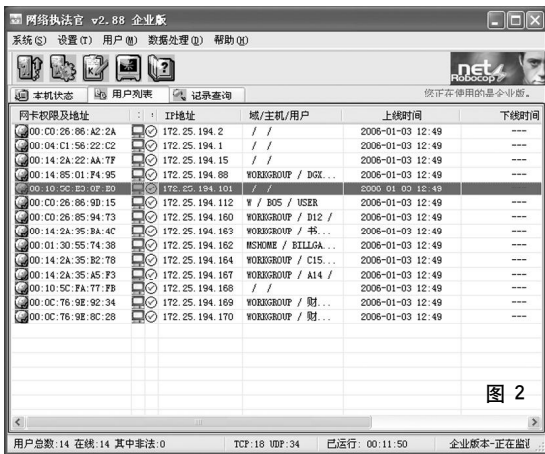 网络执法官 v2.88 企业版
系统(S) 设置(T) 用户(M) 数据处理(D) 帮助(H)
net
Robocop
本机状态 用户列表 记录查询 您正在使用的是企业版.
网卡权限及地址 IP地址 域/主机/用户 上线时间 下线时间
00:C0:26:86:A2:2A 172.25.194.2 / / 2006-01-03 12:49 ---
00:04:C1:56:22:C2 172.25.194.1 / / 2006-01-03 12:49 ---
00:14:2A:22:AA:7F 172.25.194.15 / / 2006-01-03 12:49 ---
00:14:85:01:F4:95 172.25.194.88 WORKGROUP / DGX... 2006-01-03 12:49 ---
172.25.194.101 / / 2006-01-03 12:49 ---
00:C0:26:86:9D:15 172.25.194.112 W / BOS / USER 2006-01-03 12:49 ---
00:C0:26:85:94:73 172.25.194.160 WORKGROUP / D12 / 2006-01-03 12:49 ---
00:14:2A:35:BA:4C 172.25.194.163 WORKGROUP / 书... 2006-01-03 12:49 ---
00:01:30:55:74:38 172.25.194.162 MSHOME / BILLGA... 2006-01-03 12:49 ---
00:14:2A:35:B2:78 172.25.194.164 WORKGROUP / C15... 2006-01-03 12:49 ---
00:14:2A:35:A5:F3 172.25.194.167 WORKGROUP / A14 / 2006-01-03 12:49 ---
00:10:5C:FA:77:FB 172.25.194.168 / / 2006-01-03 12:49 ---
00:0C:76:9E:92:34 172.25.194.169 WORKGROUP / 财... 2006-01-03 12:49 ---
00:0C:76:9E:8C:28 172.25.194.170 WORKGROUP / 财... 2006-01-03 12:49 ---
图 2
用户总数:14 在线:14 其中非法:0 TCP:18 UDP:34 已运行: 00:11:50 企业版本-正在监